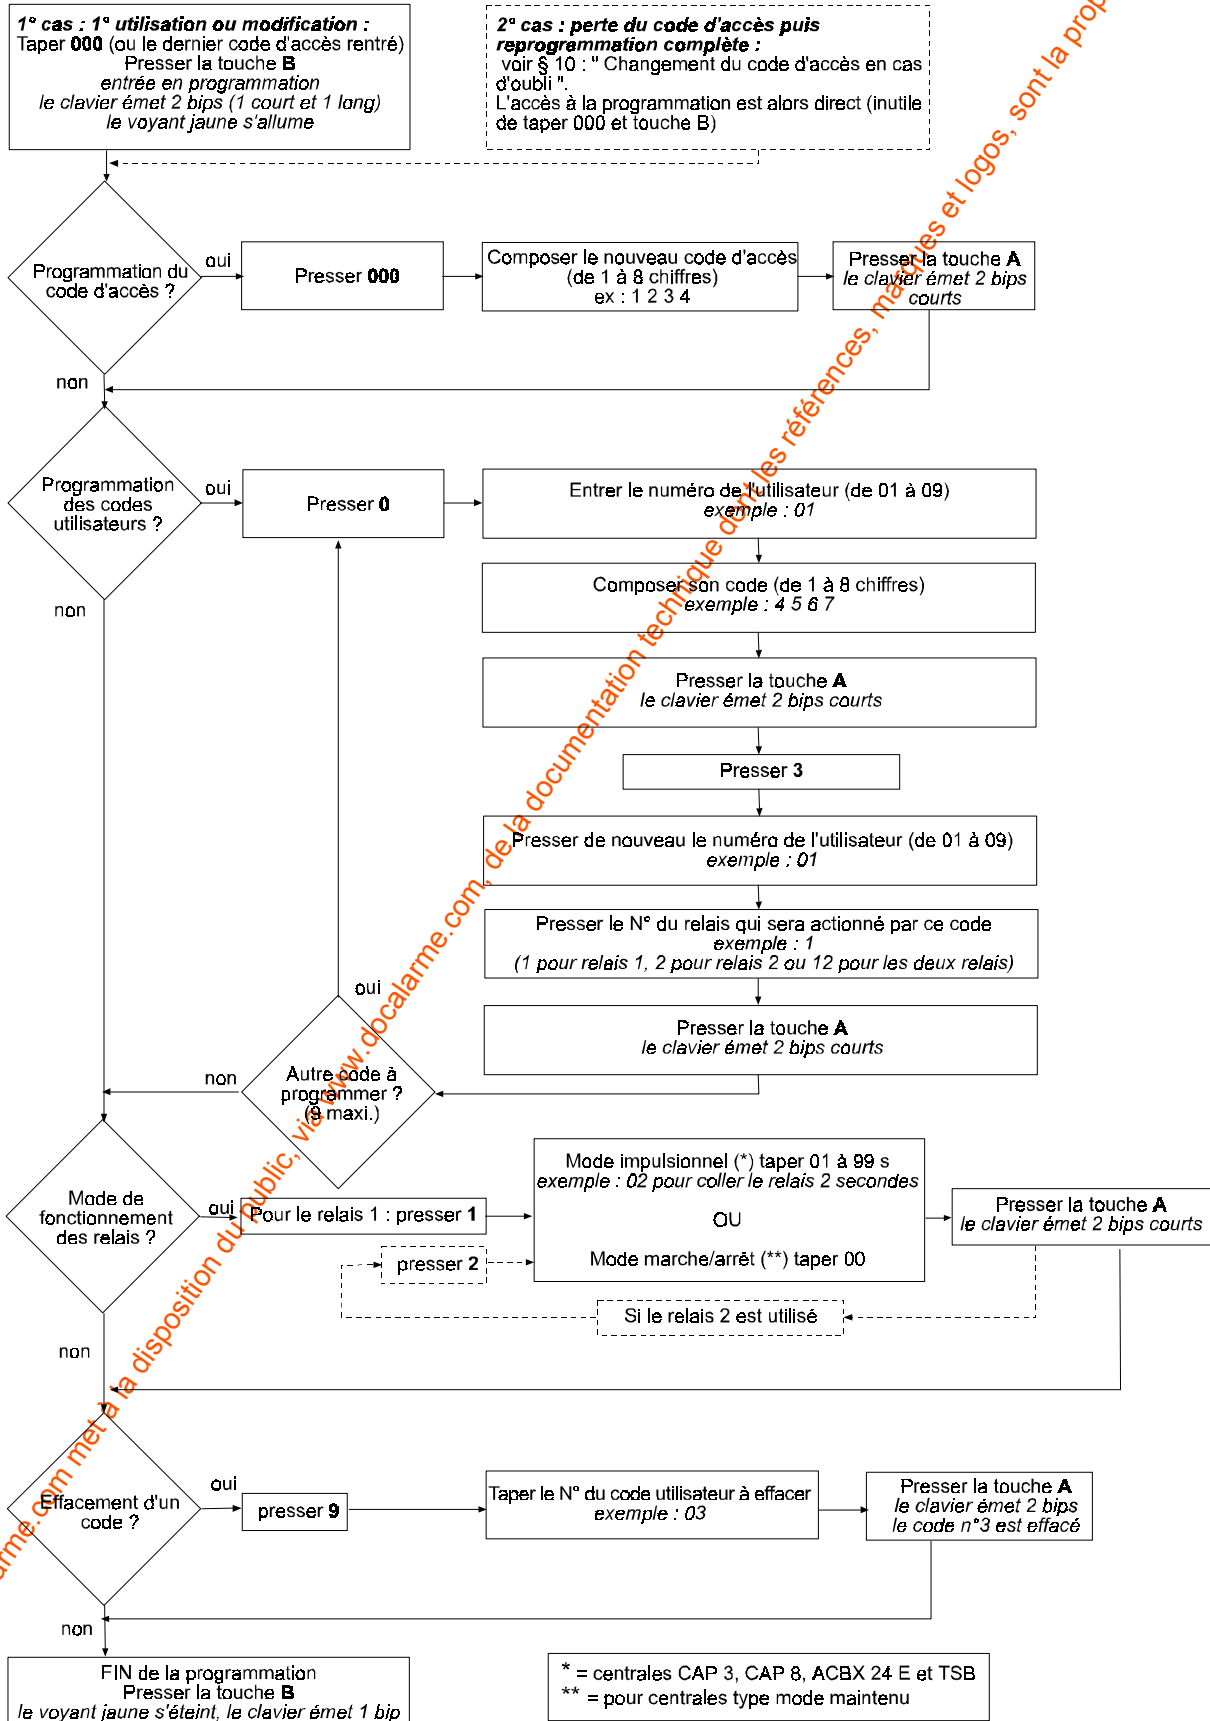 1° cas : 1° utilisation ou modification :
Taper 000 (ou le dernier code d'accès rentré)
Presser la touche B
entrée en programmation
le clavier émet 2 bips (1 court et 1 long)
le voyant jaune s'allume
2° cas : perte du code d'accès puis
reprogrammation complète :
voir § 10 : " Changement du code d'accès en cas
d'oubli ".
L'accès à la programmation est alors direct (inutile
de taper 000 et touche B)
Programmation du
code d'accès ?
oui
Presser 000
Composer le nouveau code d'accès
(de 1 à 8 chiffres)
ex : 1 2 3 4
Presser la touche A
le clavier émet 2 bips
courts
non
Programmation
des codes
utilisateurs ?
oui
Presser 0
Entrer le numéro de l'utilisateur (de 01 à 09)
exemple : 01
Composer son code (de 1 à 8 chiffres)
exemple : 4 5 6 7
non
Presser la touche A
le clavier émet 2 bips courts
Presser 3
Presser de nouveau le numéro de l'utilisateur (de 01 à 09)
exemple : 01
Presser le N° du relais qui sera actionné par ce code
exemple : 1
(1 pour relais 1, 2 pour relais 2 ou 12 pour les deux relais)
oui
Presser la touche A
le clavier émet 2 bips courts
non
Autre code à
programmer ?
(9 maxi.)
Mode de
fonctionnement
des relais ?
oui
Pour le relais 1 : presser 1
Mode impulsionnel (*) taper 01 à 99 s
exemple : 02 pour coller le relais 2 secondes
OU
Mode marche/arrêt (**) taper 00
Presser la touche A
le clavier émet 2 bips courts
presser 2
Si le relais 2 est utilisé
non
Effacement d'un
code ?
oui
presser 9
Taper le N° du code utilisateur à effacer
exemple : 03
Presser la touche A
le clavier émet 2 bips
le code n°3 est effacé
non
FIN de la programmation
Presser la touche B
le voyant jaune s'éteint, le clavier émet 1 bip
* = centrales CAP 3, CAP 8, ACBX 24 E et TSB
** = pour centrales type mode maintenu
arme.com met à la disposition du public, via www.docalarme.com, de la documentation technique dont les références, marques et logos, sont la prop